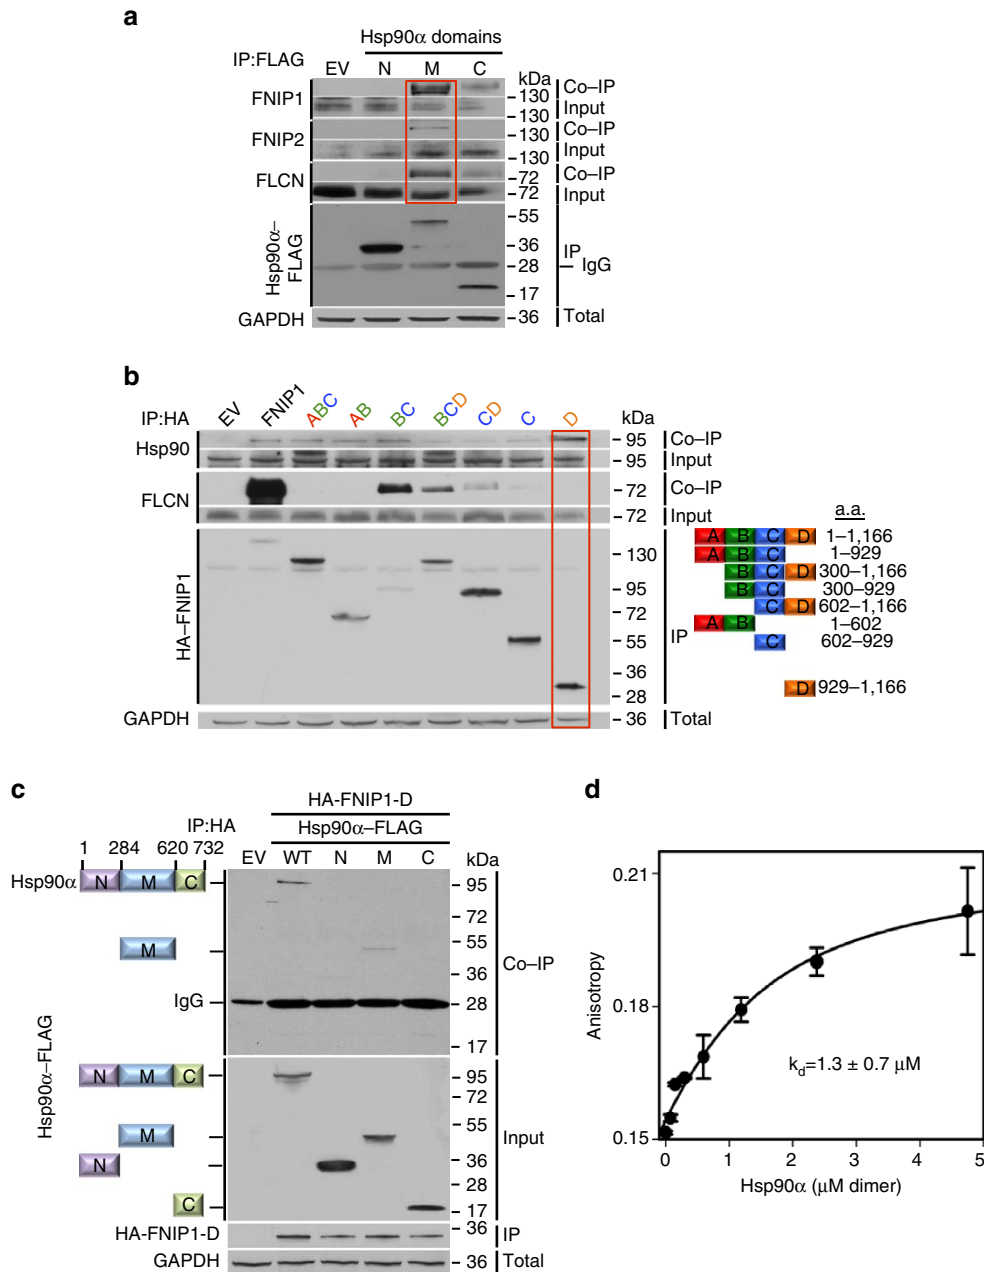 a
Hsp90α domains
IP:FLAG
EV N M C
kDa
FNIP1
130
Co–IP
130
Input
FNIP2
130
Co–IP
130
Input
FLCN
72
Co–IP
72
Input
Hsp90α–
FLAG
55
36
28
17
IP
IgG
GAPDH
36
Total
b
IP:HA
EV FNIP1 ABC AB BC BCD CD C D
kDa
Hsp90
95
Co–IP
95
Input
FLCN
72
Co–IP
72
Input
HA–FNIP1
130
95
72
55
36
28
IP
GAPDH
36
Total
a.a.
A B C D 1–1,166
A B C 1–929
B C D 300–1,166
B C 300–929
C D 602–1,166
A B 1–602
C 602–929
D 929–1,166
c
HA-FNIP1-D
IP:HA
Hsp90α–FLAG
1 284 620 732
EV WT N M C
kDa
Hsp90α
N M C
M
IgG
95
72
55
36
28
17
Co–IP
Hsp90α–FLAG
N M C
M
N
C
95
72
55
36
28
17
Input
HA-FNIP1-D
36
IP
GAPDH
36
Total
d
0.21
0.18
0.15
Anisotropy
kd=1.3 ± 0.7 μM
0 1 2 3 4 5
Hsp90α (μM dimer)